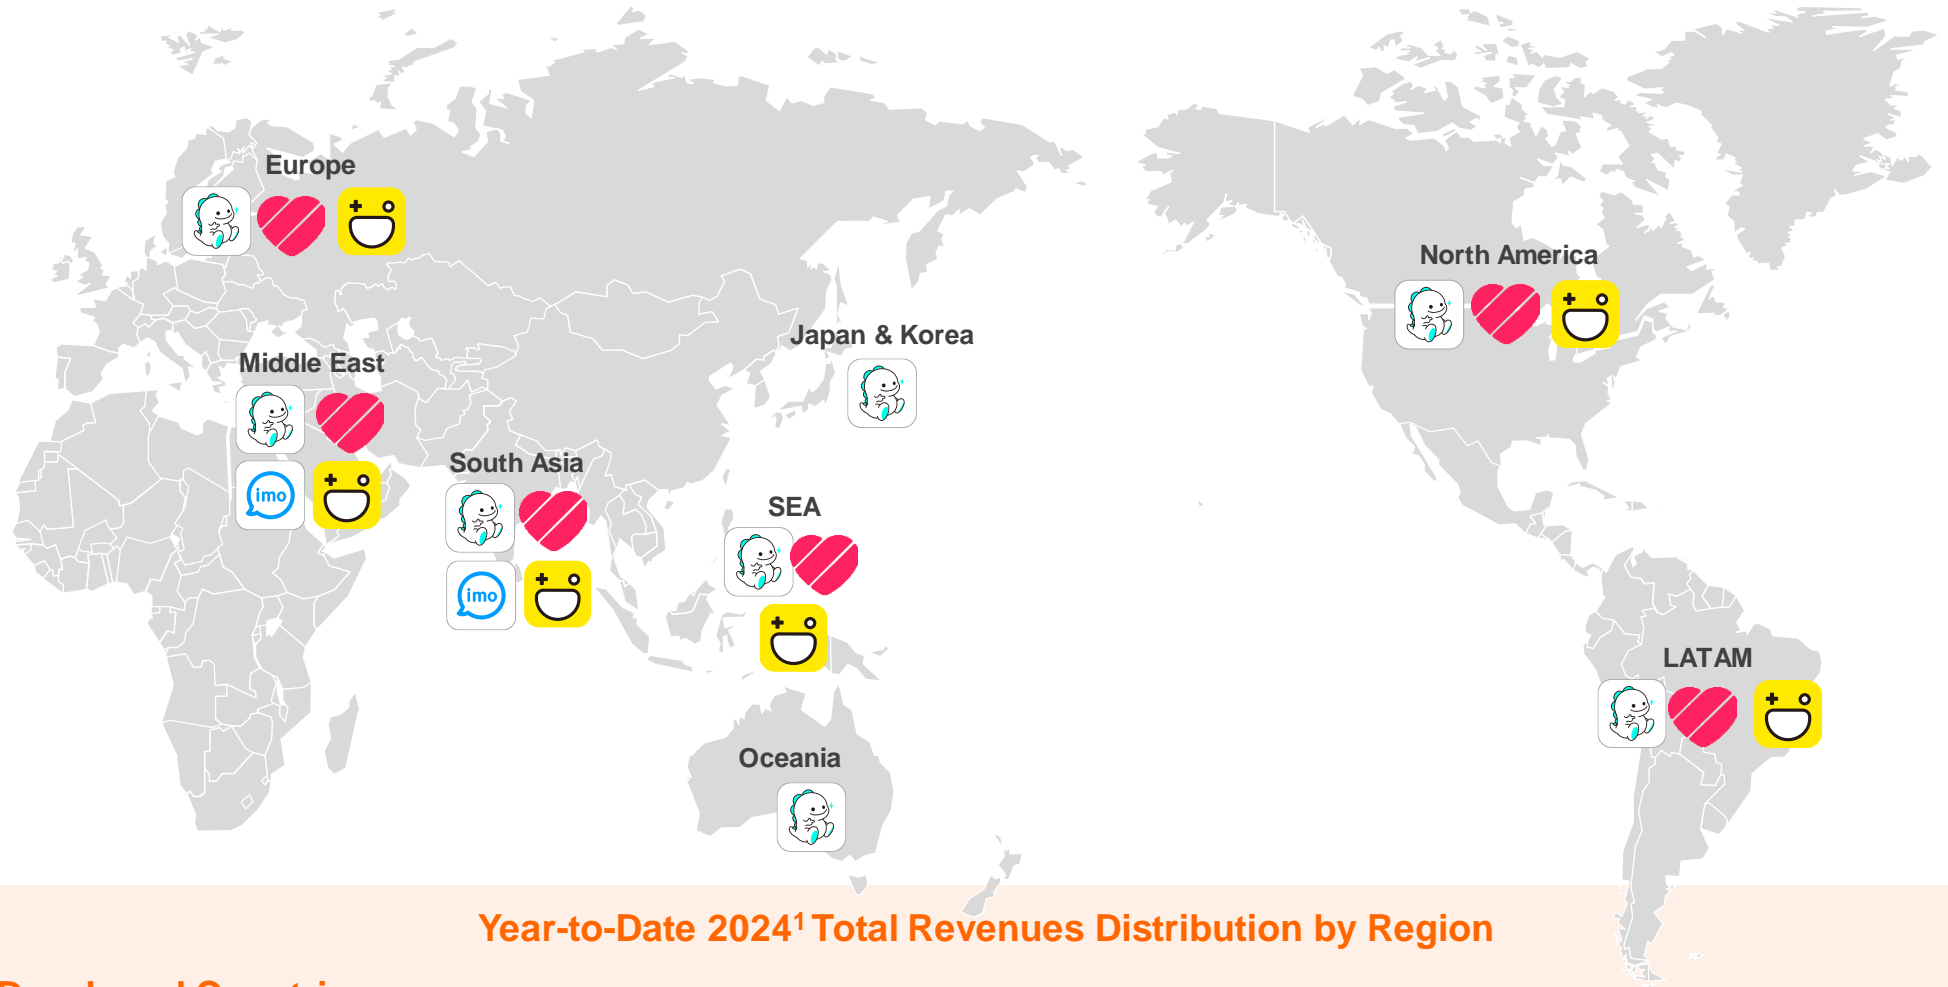 Europe
North America
Japan & Korea
Middle East
South Asia
imo
SEA
imo
LATAM
Oceania
Year-to-Date 2024¹ Total Revenues Distribution by Region